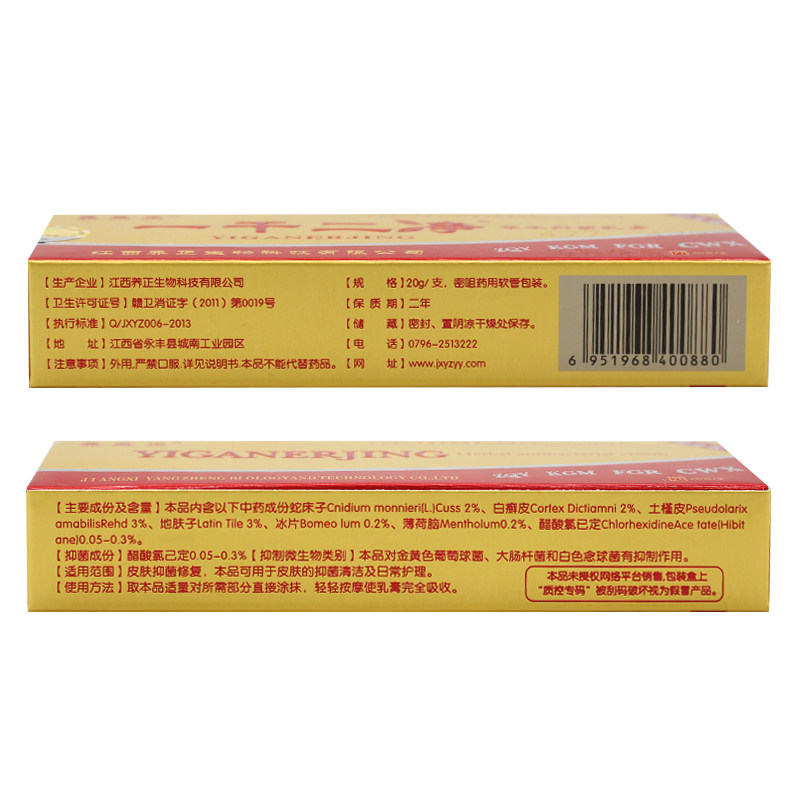 一干二净
YIGANERJING
江西养正生物科技有限公司
ZQY KGM FGR CWX
【生产企业】江西养正生物科技有限公司
【卫生许可证号】赣卫消证字（2011）第0019号
【执行标准】Q/JXYZ006-2013
【地 址】江西省永丰县城南工业园区
【注意事项】外用,严禁口服.详见说明书.本品不能代替药品。
【规 格】20g/支，密咀药用软管包装。
【保质期】二年
【储 藏】密封、置阴凉干燥处保存。
【电 话】0796-2513222
【网 址】www.jxyzyy.com
6 951968 400880
YIGANERJING
JIANGXI YANGZHENG BI OLOGYAND TECHNOLOGY CO.,LTD
ZQY KGM FGR CWX
【主要成份及含量】本品内含以下中药成份蛇床子Cnidium monnieri(L.)Cuss 2%、白癣皮Cortex Dictiamni 2%、土槿皮Pseudolarix
amabilisRehd 3%、地肤子Latin Tile 3%、冰片Borneo lum 0.2%、薄荷脑Mentholum0.2%、醋酸氯已定ChlorhexidineAce tate(Hibit
ane)0.05-0.3%。
【抑菌成份】醋酸氯己定0.05-0.3%【抑制微生物类别】本品对金黄色葡萄球菌、大肠杆菌和白色念球菌有抑制作用。
【适用范围】皮肤抑菌修复，本品可用于皮肤的抑菌清洁及日常护理。
【使用方法】取本品适量对所需部分直接涂抹，轻轻按摩使乳膏完全吸收。
本品未授权网络平台销售,包装盒上
“质控专码”被刮码破坏视为假冒产品。